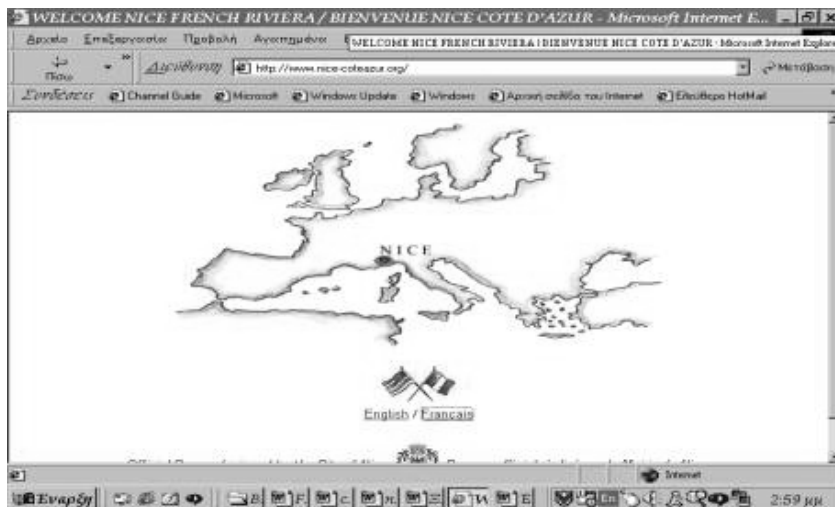 WELCOME NICE FRENCH RIVIERA / BIENVENUE NICE COTE D'AZUR - Microsoft Internet E...
Αρχείο Επεξεργασία Προβολή Αγαπημένα
WELCOME NICE FRENCH RIVIERA / BIENVENUE NICE COTE D'AZUR - Microsoft Internet Explorer
Πίσω » Διεύθυνση http://www.nice-coteazur.org/ Μετάβαση
Συνδέσεις Channel Guide Microsoft Windows Update Windows Αρχική σελίδα του Internet Ελεύθερο HotMail
NICE
English / Français
Internet
Έναρξη En 2:59 μμ